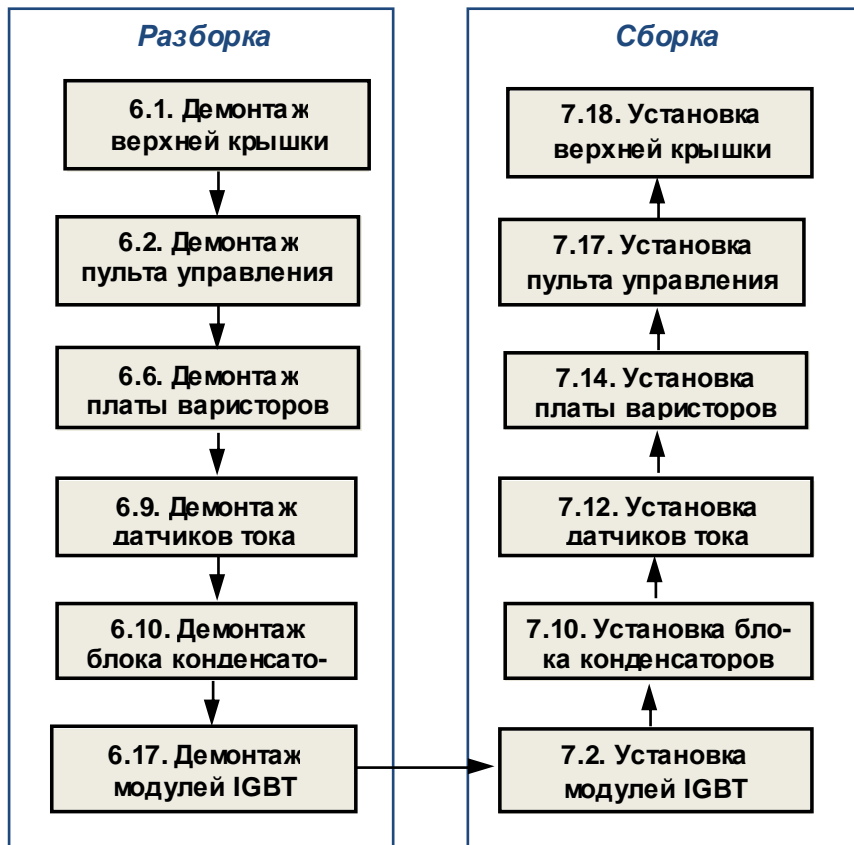 Разборка
6.1. Демонтаж
верхней крышки
6.2. Демонтаж
пульта управления
6.6. Демонтаж
платы варисторов
6.9. Демонтаж
датчиков тока
6.10. Демонтаж
блока конденсато-
6.17. Демонтаж
модулей IGBT
Сборка
7.18. Установка
верхней крышки
7.17. Установка
пульта управления
7.14. Установка
платы варисторов
7.12. Установка
датчиков тока
7.10. Установка бло-
ка конденсаторов
7.2. Установка
модулей IGBT